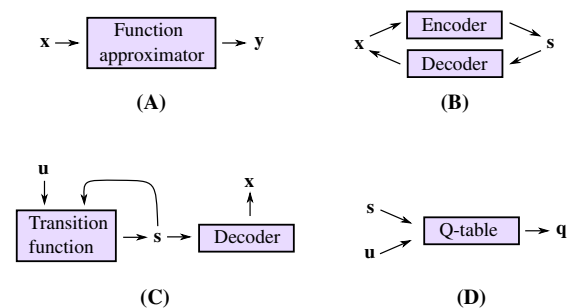 x
Function
approximator
y
(A)
Encoder
x
s
Decoder
(B)
u
x
Transition
function
s
Decoder
(C)
s
u
Q-table
q
(D)